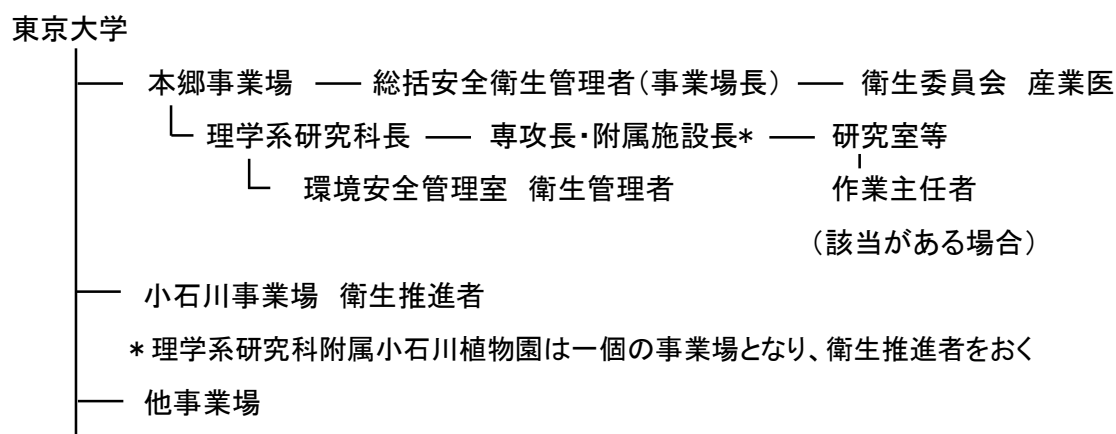 東京大学
本郷事業場 総括安全衛生管理者(事業場長) 衛生委員会 産業医
理学系研究科長 専攻長・附属施設長* 研究室等
環境安全管理室 衛生管理者 作業主任者
(該当がある場合)
小石川事業場 衛生推進者
*理学系研究科附属小石川植物園は一個の事業場となり、衛生推進者をおく
他事業場